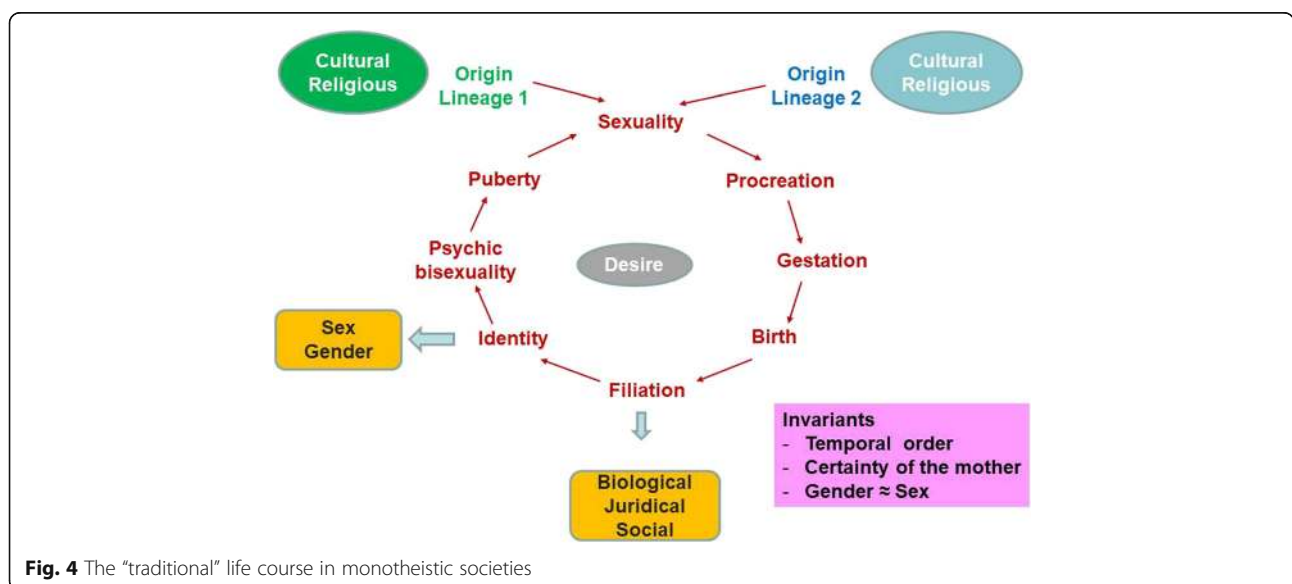 Cultural
Religious
Origin
Lineage 1
Origin
Lineage 2
Cultural
Religious
Sexuality
Puberty
Procreation
Psychic
bisexuality
Desire
Gestation
Sex
Gender
Identity
Birth
Filiation
Invariants
- Temporal order
- Certainty of the mother
- Gender ≈ Sex
Biological
Juridical
Social
Fig. 4 The “traditional” life course in monotheistic societies